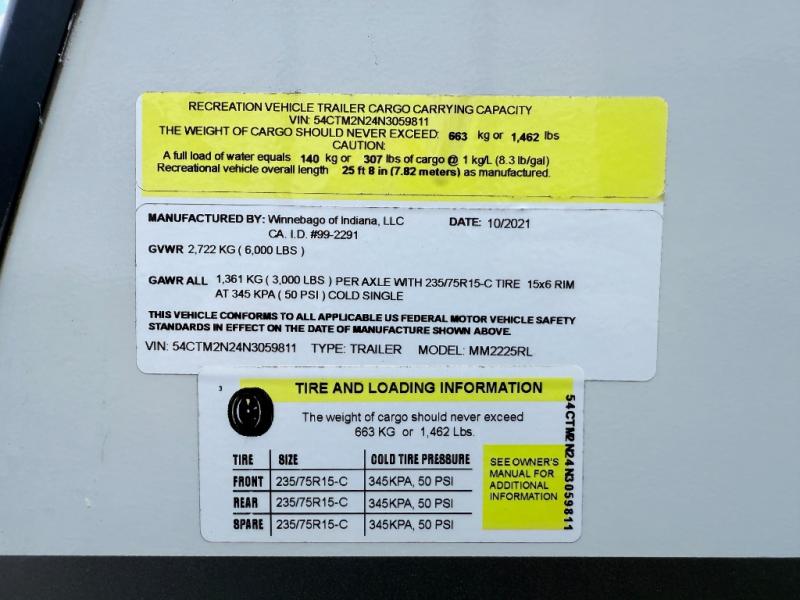 RECREATION VEHICLE TRAILER CARGO CARRYING CAPACITY
VIN: 54CTM2N24N3059811
THE WEIGHT OF CARGO SHOULD NEVER EXCEED: 663 kg or 1,462 lbs
CAUTION:
A full load of water equals 140 kg or 307 lbs of cargo @ 1 kg/L (8.3 lb/gal)
Recreational vehicle overall length 25 ft 8 in (7.82 meters) as manufactured.
MANUFACTURED BY: Winnebago of Indiana, LLC DATE: 10/2021
CA. I.D. #99-2291
GVWR 2,722 KG ( 6,000 LBS )
GAWR ALL 1,361 KG ( 3,000 LBS ) PER AXLE WITH 235/75R15-C TIRE 15x6 RIM
AT 345 KPA ( 50 PSI ) COLD SINGLE
THIS VEHICLE CONFORMS TO ALL APPLICABLE US FEDERAL MOTOR VEHICLE SAFETY
STANDARDS IN EFFECT ON THE DATE OF MANUFACTURE SHOWN ABOVE.
VIN: 54CTM2N24N3059811 TYPE: TRAILER MODEL: MM2225RL
3
TIRE AND LOADING INFORMATION
The weight of cargo should never exceed
663 KG or 1,462 Lbs.
TIRE SIZE COLD TIRE PRESSURE
FRONT 235/75R15-C 345KPA, 50 PSI
REAR 235/75R15-C 345KPA, 50 PSI
SPARE 235/75R15-C 345KPA, 50 PSI
SEE OWNER'S
MANUAL FOR
ADDITIONAL
INFORMATION
54CTM2N24N3059811